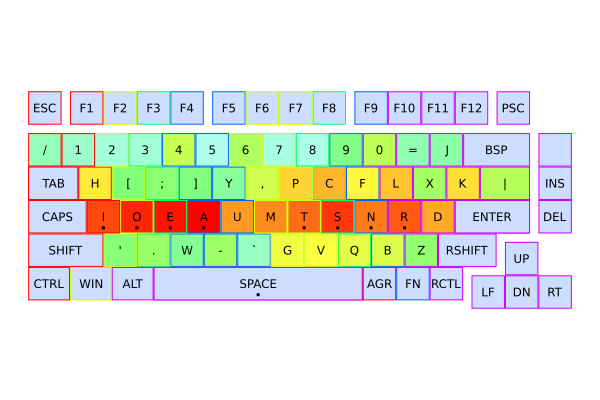 ESC F1 F2 F3 F4 F5 F6 F7 F8 F9 F10 F11 F12 PSC
/ 1 2 3 4 5 6 7 8 9 0 = J BSP
TAB H [ ; ] Y , P C F L X K | INS
CAPS I O E A U M T S N R D ENTER DEL
SHIFT ' . W - ` G V Q B Z RSHIFT
UP
CTRL WIN ALT SPACE AGR FN RCTL
LF DN RT